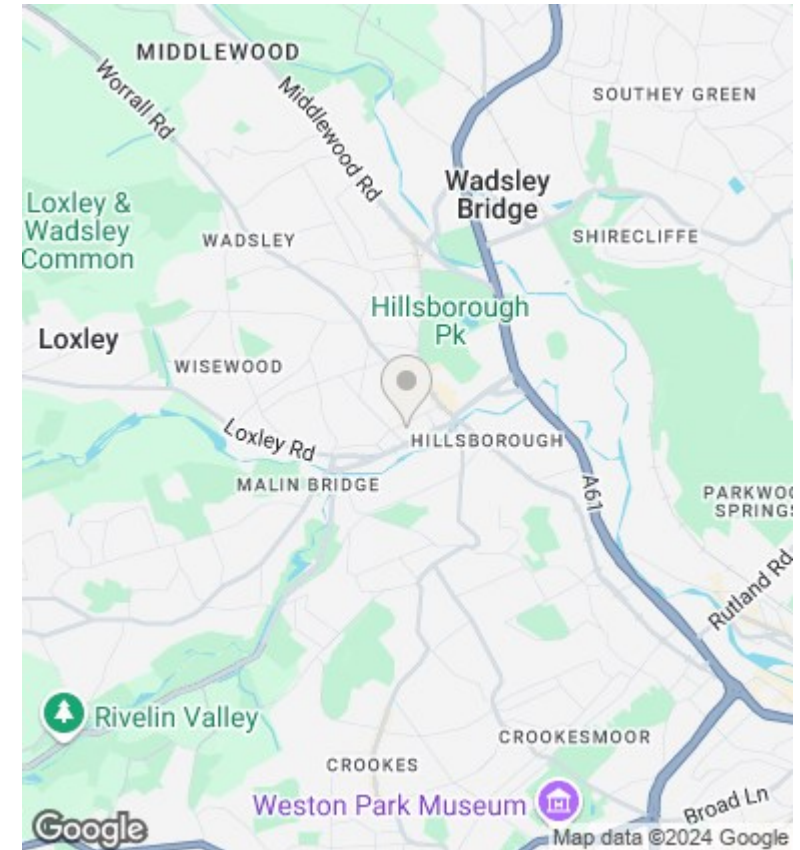 MIDDLEWOOD
Worrall Rd
Middlewood Rd
SOUTHEY GREEN
Wadsley
Bridge
Loxley &
Wadsley
Common
WADSLEY
SHIRECLIFFE
Hillsborough
Pk
Loxley
WISEWOOD
Loxley Rd
HILLSBOROUGH
MALIN BRIDGE
A61
PARKWOO
SPRINGS
Rutland Rd
Rivelin Valley
CROOKESMOOR
CROOKES
Weston Park Museum
Broad Ln
Google
Map data ©2024 Google